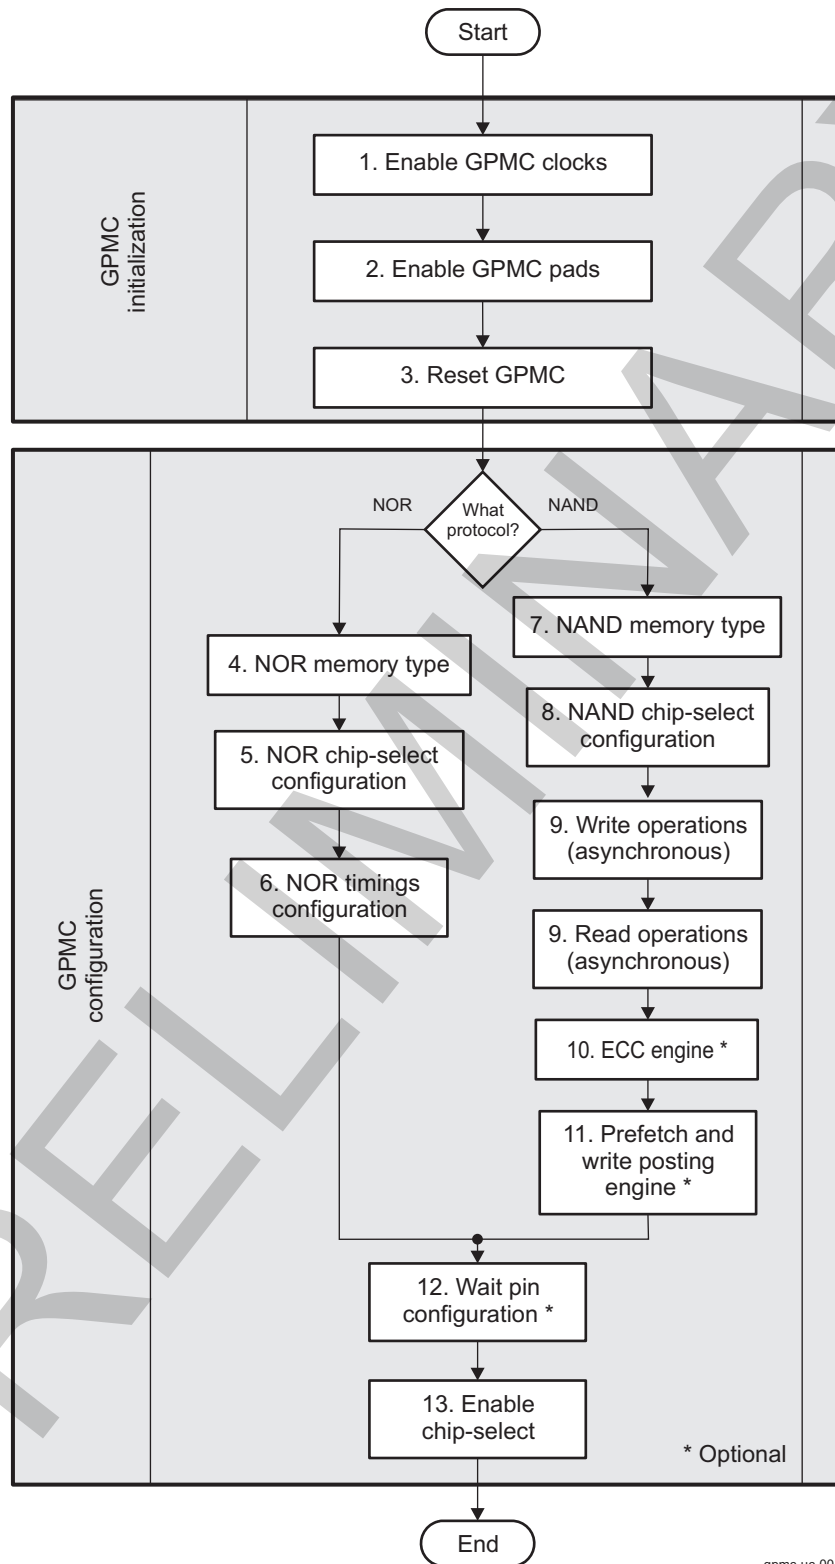 Start
GPMC
initialization
1. Enable GPMC clocks
2. Enable GPMC pads
3. Reset GPMC
GPMC
configuration
What
protocol?
NOR
NAND
4. NOR memory type
5. NOR chip-select
configuration
6. NOR timings
configuration
7. NAND memory type
8. NAND chip-select
configuration
9. Write operations
(asynchronous)
9. Read operations
(asynchronous)
10. ECC engine *
11. Prefetch and
write posting
engine *
12. Wait pin
configuration *
13. Enable
chip-select
* Optional
End